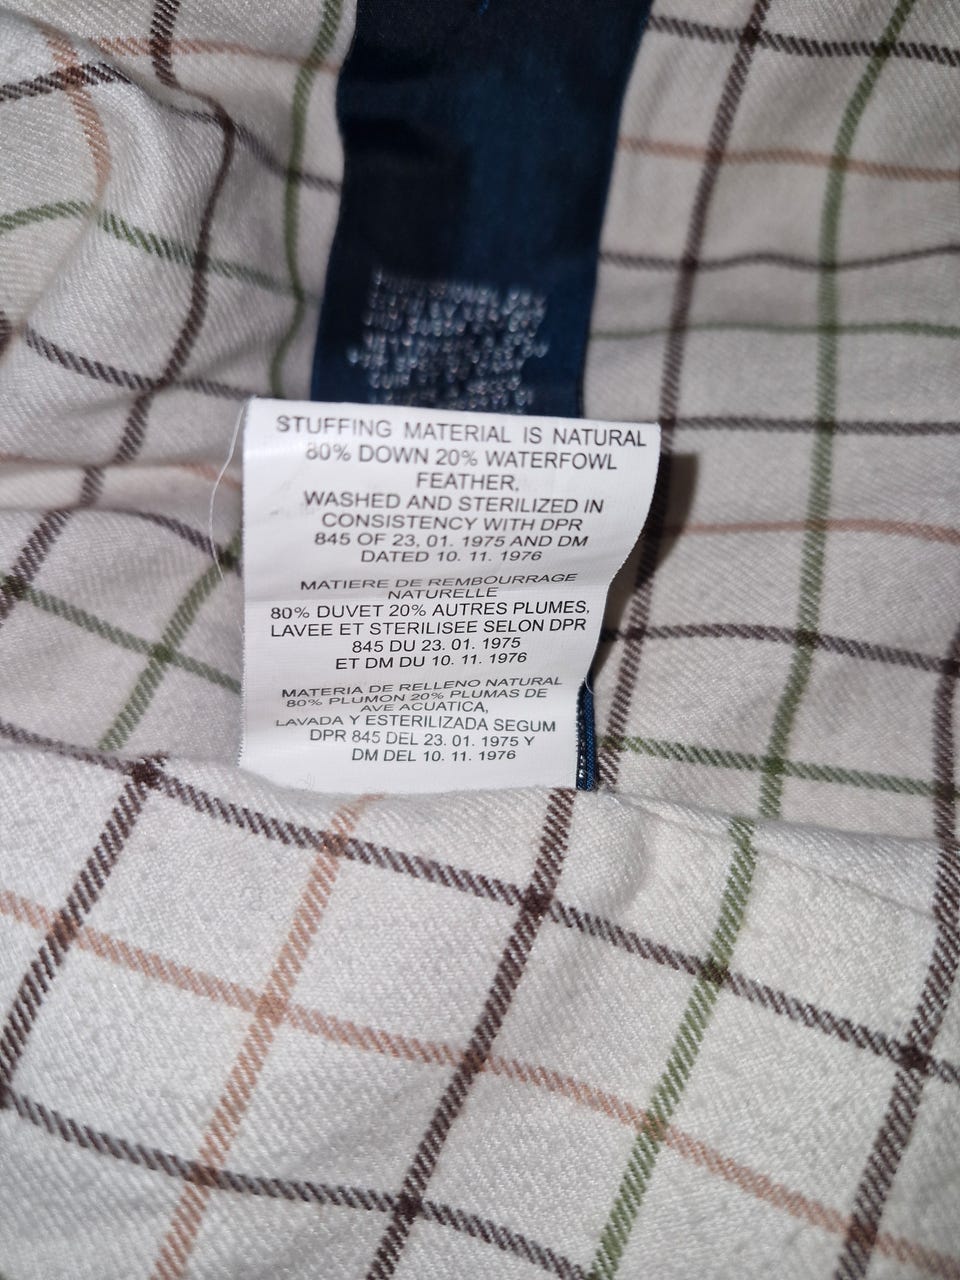 STUFFING MATERIAL IS NATURAL
80% DOWN 20% WATERFOWL
FEATHER,
WASHED AND STERILIZED IN
CONSISTENCY WITH DPR
845 OF 23. 01. 1975 AND DM
DATED 10. 11. 1976
MATIERE DE REMBOURRAGE
NATURELLE
80% DUVET 20% AUTRES PLUMES,
LAVEE ET STERILISEE SELON DPR
845 DU 23. 01. 1975
ET DM DU 10. 11. 1976
MATERIA DE RELLENO NATURAL
80% PLUMON 20% PLUMAS DE
AVE ACUATICA,
LAVADA Y ESTERILIZADA SEGUM
DPR 845 DEL 23. 01. 1975 Y
DM DEL 10. 11. 1976